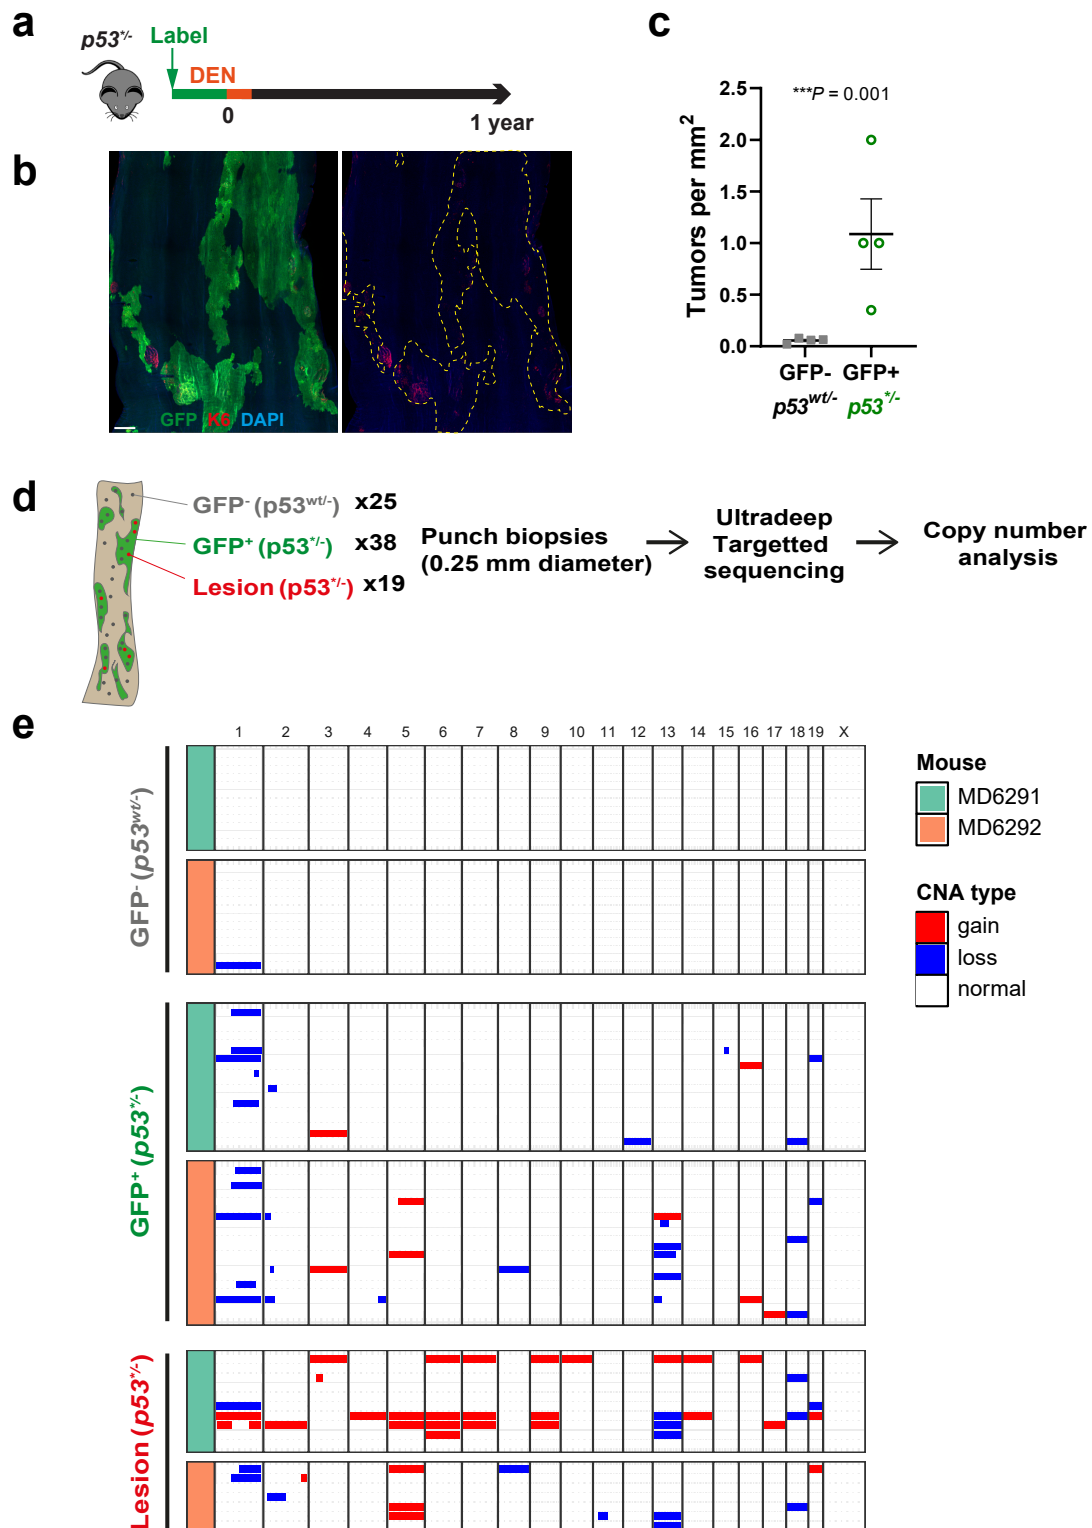 a
p53*/-
Label
DEN
0
1 year
b
GFP K6 DAPI
c
***P = 0.001
Tumors per mm2
2.5
2.0
1.5
1.0
0.5
0.0
GFP- GFP+
p53wt/- p53*/-
d
GFP- (p53wt/-) x25
GFP+ (p53*/-) x38
Lesion (p53*/-) x19
Punch biopsies
(0.25 mm diameter)
Ultradeep
Targetted
sequencing
Copy number
analysis
e
1 2 3 4 5 6 7 8 9 10 11 12 13 14 15 16 17 18 19 X
GFP- (p53wt/-)
GFP+ (p53*/-)
Lesion (p53*/-)
Mouse
MD6291
MD6292
CNA type
gain
loss
normal